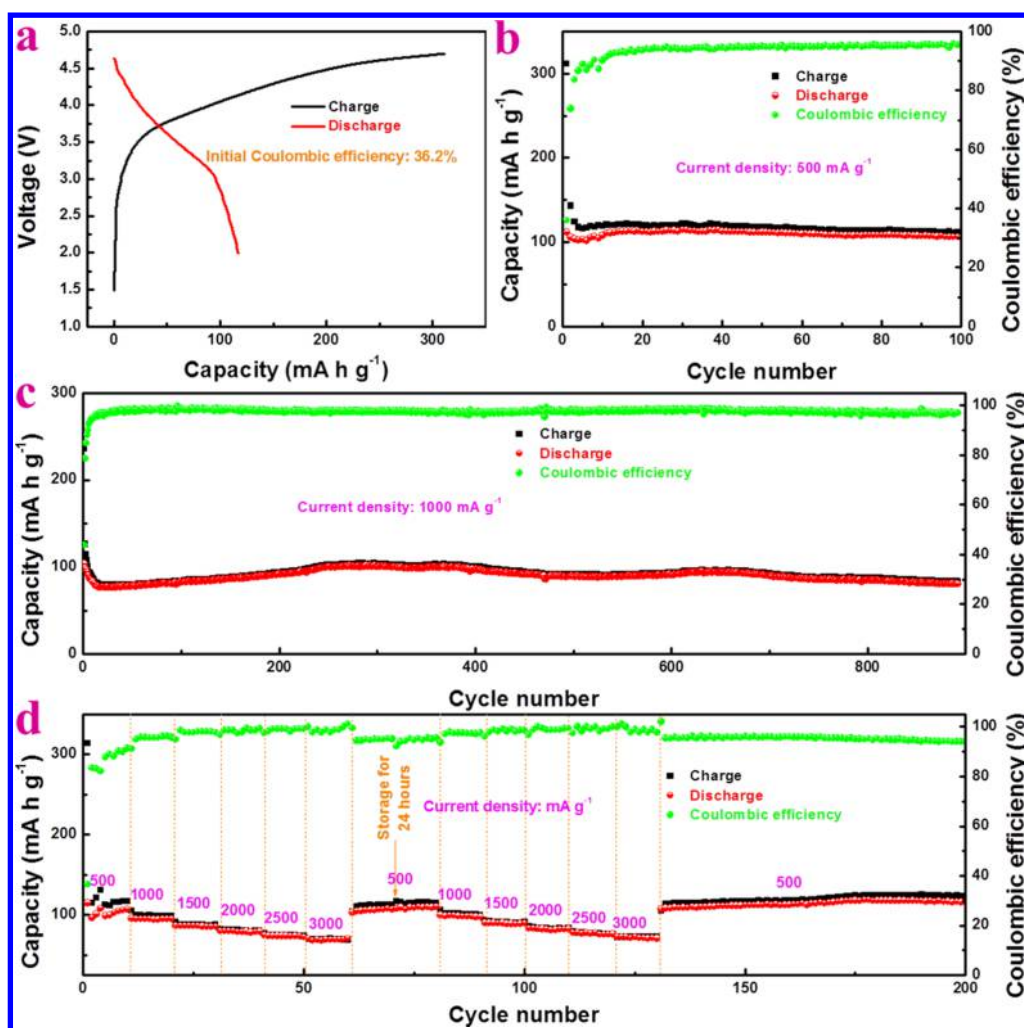 a
5.0
4.5
4.0
3.5
3.0
2.5
2.0
1.5
1.0
Voltage (V)
Charge
Discharge
Initial Coulombic efficiency: 36.2%
0
100
200
300
Capacity (mA h g⁻¹)
b
300
200
100
0
Capacity (mA h g⁻¹)
Charge
Discharge
Coulombic efficiency
Current density: 500 mA g⁻¹
100
80
60
40
20
0
Coulombic efficiency (%)
0
20
40
60
80
100
Cycle number
c
300
200
100
0
Capacity (mA h g⁻¹)
Charge
Discharge
Coulombic efficiency
Current density: 1000 mA g⁻¹
100
80
60
40
20
0
Coulombic efficiency (%)
0
200
400
600
800
Cycle number
d
300
200
100
Capacity (mA h g⁻¹)
Storage for
24 hours
Current density: mA g⁻¹
Charge
Discharge
Coulombic efficiency
500
1000
1500
2000
2500
3000
500
1000
1500
2000
2500
3000
500
100
80
60
40
20
0
Coulombic efficiency (%)
0
50
100
150
200
Cycle number